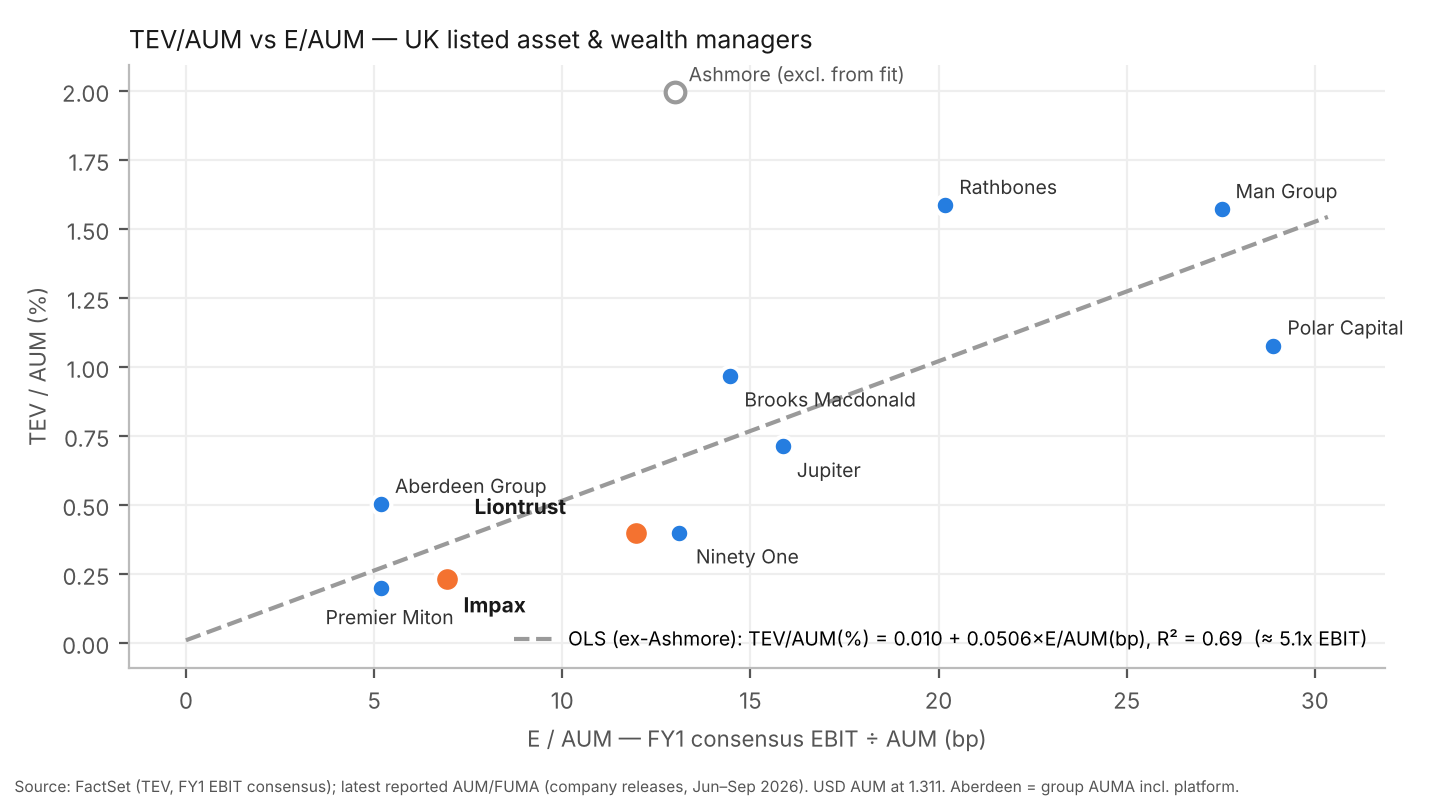 TEV/AUM vs E/AUM — UK listed asset & wealth managers
Ashmore (excl. from fit)
2.00
Rathbones
Man Group
1.75
1.50
TEV / AUM (%)
1.25
Polar Capital
1.00
Brooks Macdonald
0.75
Jupiter
Aberdeen Group
0.50
Liontrust
Ninety One
0.25
Impax
Premier Miton
0.00
OLS (ex-Ashmore): TEV/AUM(%) = 0.010 + 0.0506×E/AUM(bp), R² = 0.69 (≈ 5.1x EBIT)
0 5 10 15 20 25 30
E / AUM — FY1 consensus EBIT ÷ AUM (bp)
Source: FactSet (TEV, FY1 EBIT consensus); latest reported AUM/FUMA (company releases, Jun–Sep 2026). USD AUM at 1.311. Aberdeen = group AUMA incl. platform.